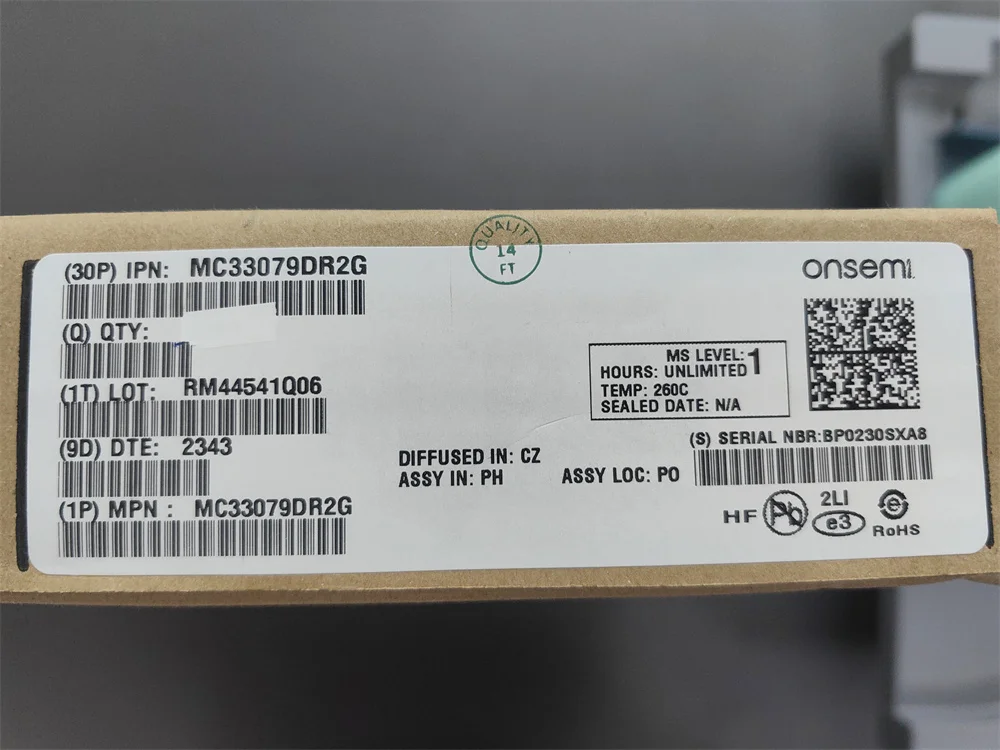 QUALITY
14
FT
(30P) IPN: MC33079DR2G
onsemi
(Q) QTY:
MS LEVEL: 1
HOURS: UNLIMITED
TEMP: 260C
SEALED DATE: N/A
(1T) LOT: RM44541Q06
(9D) DTE: 2343
(S) SERIAL NBR:BP0230SXA8
DIFFUSED IN: CZ
ASSY IN: PH
ASSY LOC: PO
(1P) MPN : MC33079DR2G
HF
Pb
2LI
e3
e
RoHS